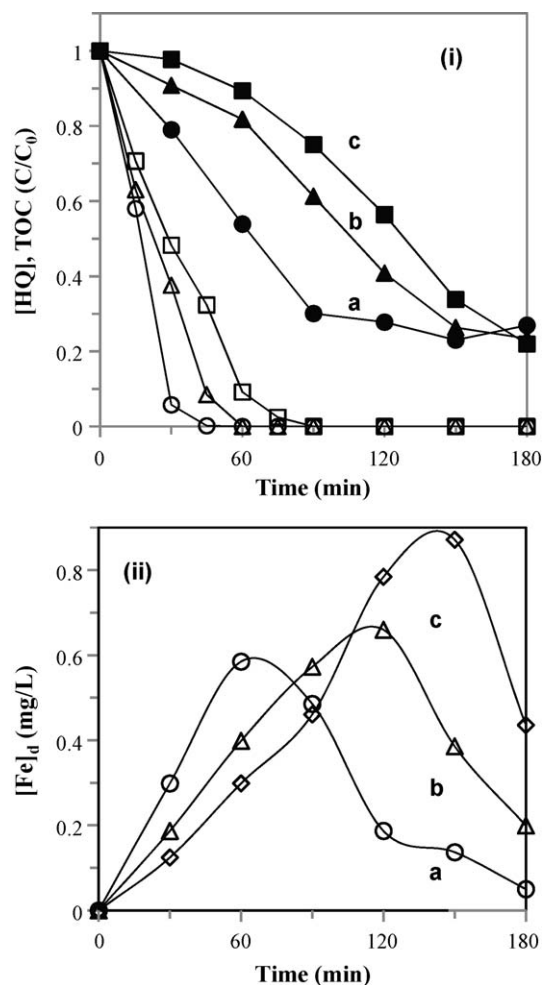 (i)
[HQ], TOC (C/C₀)
1
0.8
0.6
0.4
0.2
0
c
b
a
0 60 120 180
Time (min)
(ii)
[Fe]d (mg/L)
0.8
0.6
0.4
0.2
0
c
b
a
0 60 120 180
Time (min)